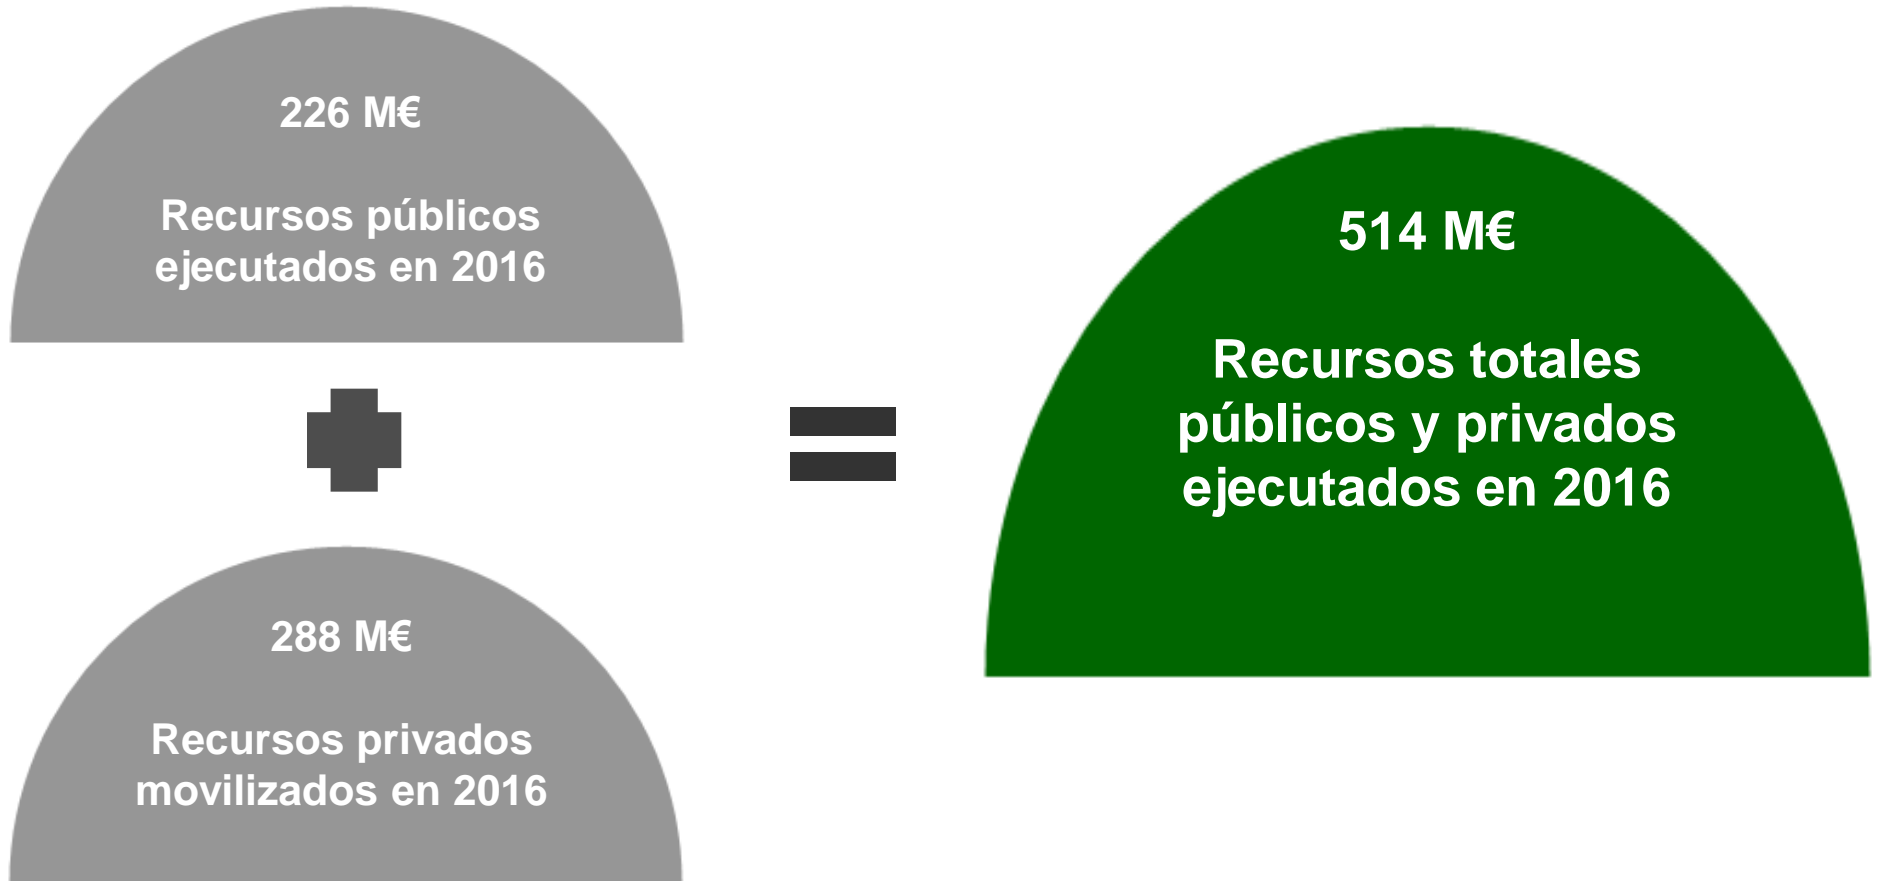 226 M€
Recursos públicos
ejecutados en 2016
288 M€
Recursos privados
movilizados en 2016
514 M€
Recursos totales
públicos y privados
ejecutados en 2016